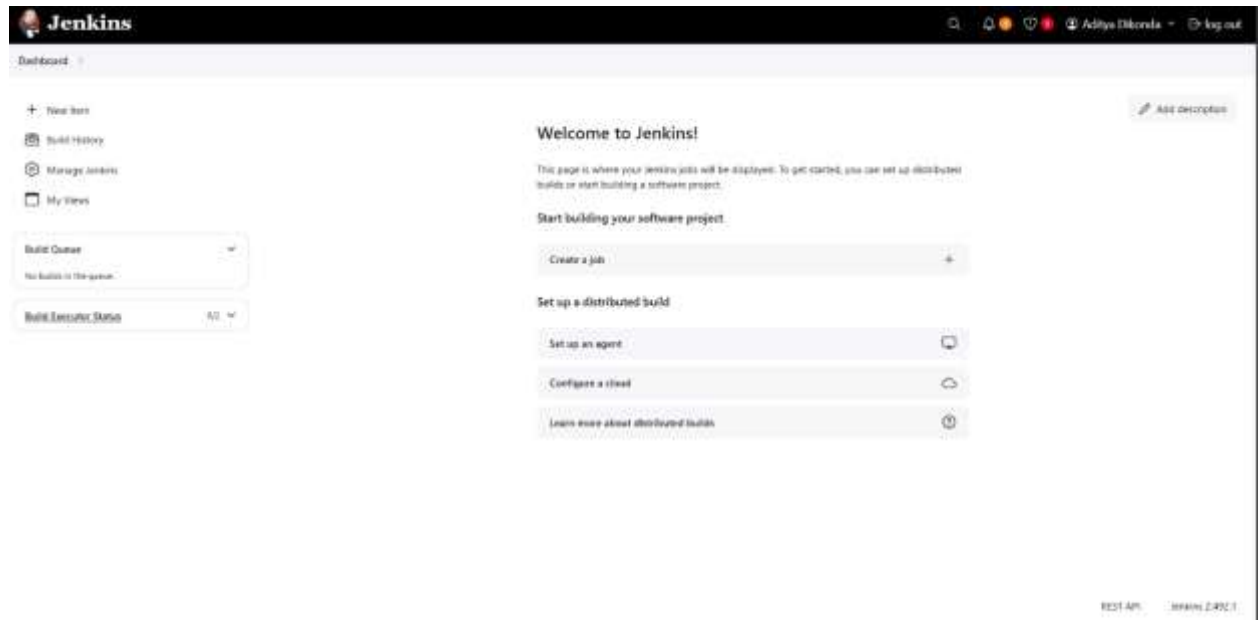 Jenkins
Aditya Dikonda
log out
Dashboard
New Item
Build History
Manage Jenkins
My Views
Build Queue
No builds in the queue.
Build Executor Status
Add description
Welcome to Jenkins!
This page is where your Jenkins jobs will be displayed. To get started, you can set up distributed
builds or start building a software project.
Start building your software project
Create a job
Set up a distributed build
Set up an agent
Configure a cloud
Learn more about distributed builds
REST API
Jenkins 2.492.1